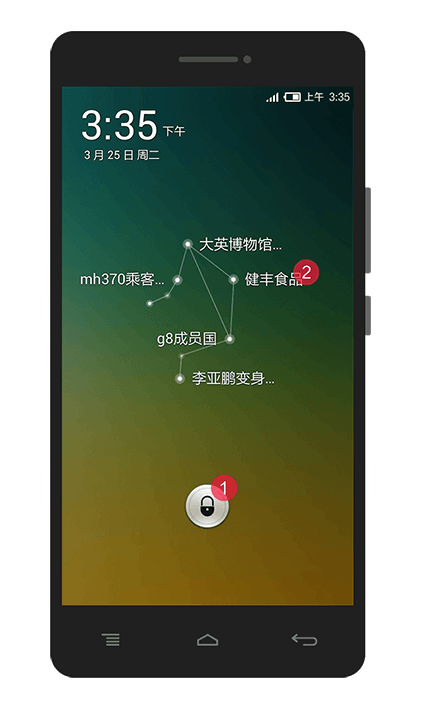 上午 3:35
3:35 下午
3月25日 周二
大英博物馆...
mh370乘客...
健丰食品
2
g8成员国
李亚鹏变身...
1